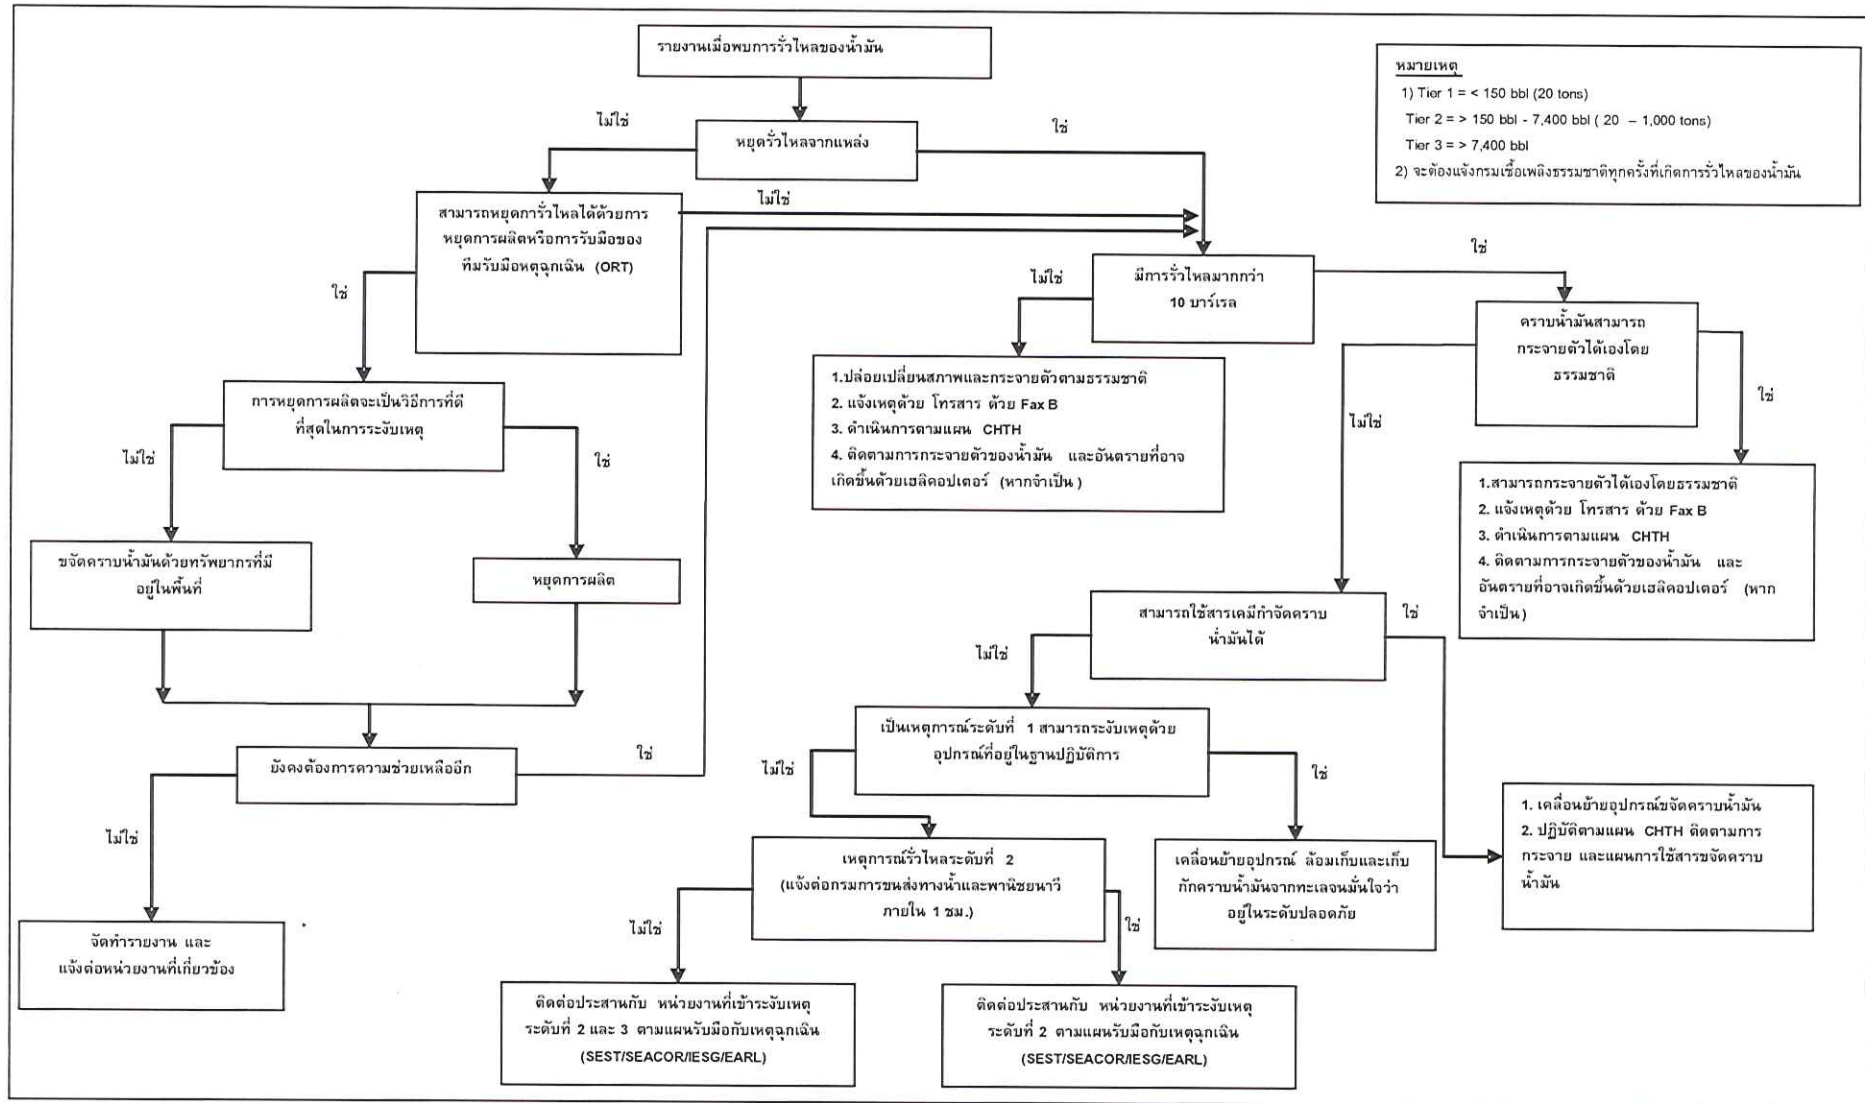 รายงานเมื่อพบการรั่วไหลของน้ำมัน
หมายเหตุ
1) Tier 1 = < 150 bbl (20 tons)
Tier 2 = > 150 bbl - 7,400 bbl ( 20 – 1,000 tons)
Tier 3 = > 7,400 bbl
2) จะต้องแจ้งกรมเชื้อเพลิงธรรมชาติทุกครั้งที่เกิดการรั่วไหลของน้ำมัน
ไม่ใช่
หยุดรั่วไหลจากแหล่ง
ใช่
สามารถหยุดการั่วไหลได้ด้วยการ
หยุดการผลิตหรือการรับมือของ
ทีมรับมือหตุฉุกเฉิน (ORT)
ไม่ใช่
ใช่
มีการรั่วไหลมากกว่า
10 บาร์เรล
ไม่ใช่
ใช่
คราบน้ำมันสามารถ
กระจายตัวได้เองโดย
ธรรมชาติ
ไม่ใช่
ใช่
1.ปล่อยเปลี่ยนสภาพและกระจายตัวตามธรรมชาติ
2. แจ้งเหตุด้วย โทรสาร ด้วย Fax B
3. ดำเนินการตามแผน CHTH
4. ติดตามการกระจายตัวของน้ำมัน และอันตรายที่อาจ
เกิดขึ้นด้วยเฮลิคอปเตอร์ (หากจำเป็น)
การหยุดการผลิตจะเป็นวิธีการที่ดี
ที่สุดในการระงับเหตุ
ไม่ใช่
ใช่
1.สามารถกระจายตัวได้เองโดยธรรมชาติ
2. แจ้งเหตุด้วย โทรสาร ด้วย Fax B
3. ดำเนินการตามแผน CHTH
4. ติดตามการกระจายตัวของน้ำมัน และ
อันตรายที่อาจเกิดขึ้นด้วยเฮลิคอปเตอร์ (หาก
จำเป็น)
ขจัดคราบน้ำมันด้วยทรัพยากรที่มี
อยู่ในพื้นที่
หยุดการผลิต
สามารถใช้สารเคมีกำจัดคราบ
น้ำมันได้
ไม่ใช่
ใช่
ยังคงต้องการความช่วยเหลืออีก
ใช่
ไม่ใช่
เป็นเหตุการณ์ระดับที่ 1 สามารถระงับเหตุด้วย
อุปกรณ์ที่อยู่ในฐานปฏิบัติการ
ไม่ใช่
ใช่
1. เคลื่อนย้ายอุปกรณ์ขจัดคราบน้ำมัน
2. ปฏิบัติตามแผน CHTH ติดตามการ
กระจาย และแผนการใช้สารขจัดคราบ
น้ำมัน
เหตุการณ์รั่วไหลระดับที่ 2
(แจ้งต่อกรมการขนส่งทางน้ำและพานิชยนาวี
ภายใน 1 ชม.)
ไม่ใช่
ใช่
เคลื่อนย้ายอุปกรณ์ ล้อมเก็บและเก็บ
กักคราบน้ำมันจากทะเลจนมั่นใจว่า
อยู่ในระดับปลอดภัย
จัดทำรายงาน และ
แจ้งต่อหน่วยงานที่เกี่ยวข้อง
ติดต่อประสานกับ หน่วยงานที่เข้าระงับเหตุ
ระดับที่ 2 และ 3 ตามแผนรับมือกับเหตุฉุกเฉิน
(SEST/SEACOR/IESG/EARL)
ติดต่อประสานกับ หน่วยงานที่เข้าระงับเหตุ
ระดับที่ 2 ตามแผนรับมือกับเหตุฉุกเฉิน
(SEST/SEACOR/IESG/EARL)